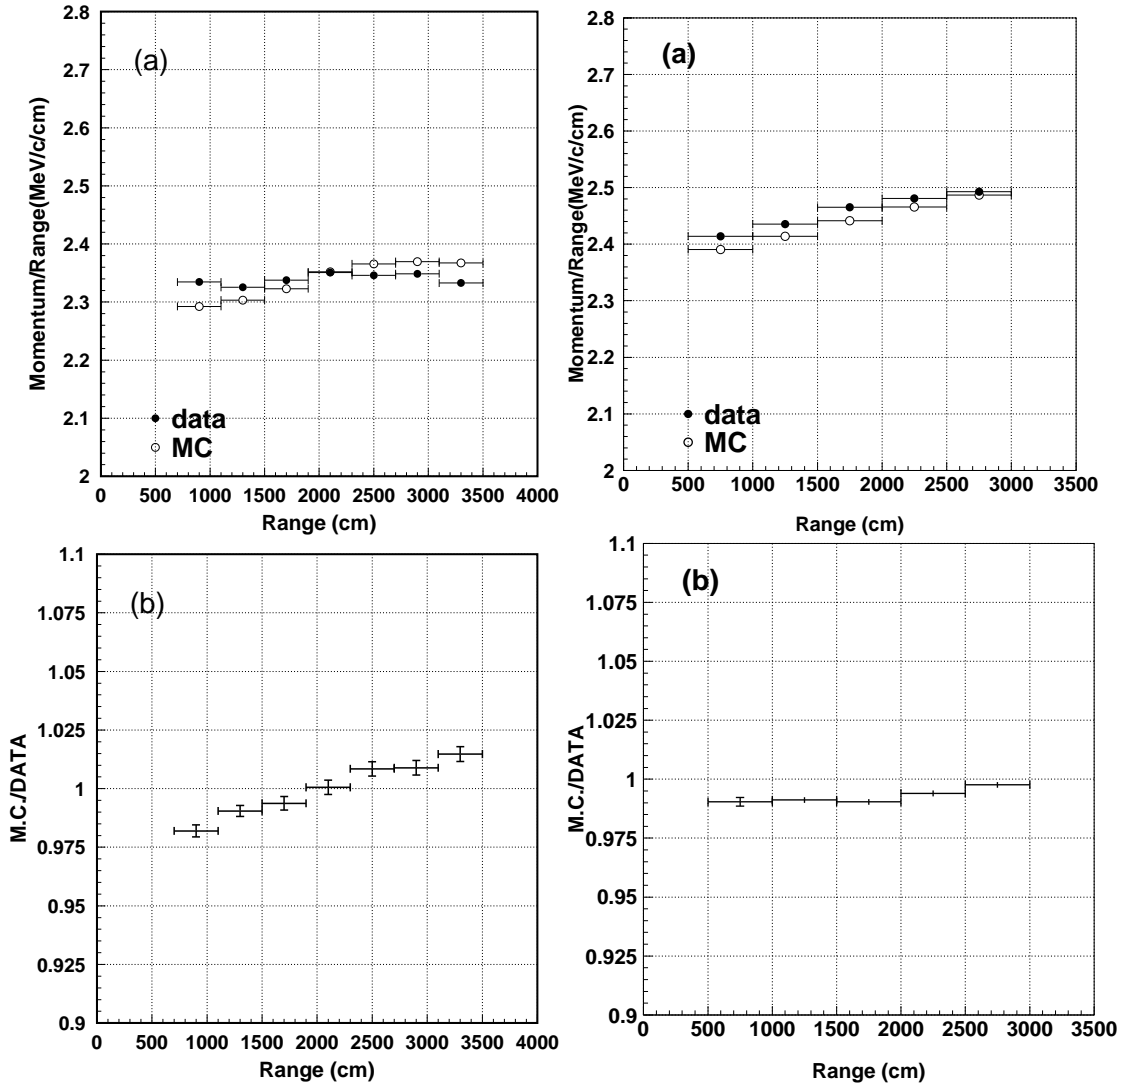 (a)
Momentum/Range(MeV/c/cm)
2.8
2.7
2.6
2.5
2.4
2.3
2.2
2.1
2
data
MC
0 500 1000 1500 2000 2500 3000 3500 4000
Range (cm)
(a)
Momentum/Range(MeV/c/cm)
2.8
2.7
2.6
2.5
2.4
2.3
2.2
2.1
2
data
MC
0 500 1000 1500 2000 2500 3000 3500
Range (cm)
(b)
M.C./DATA
1.1
1.075
1.05
1.025
1
0.975
0.95
0.925
0.9
0 500 1000 1500 2000 2500 3000 3500 4000
Range (cm)
(b)
M.C./DATA
1.1
1.075
1.05
1.025
1
0.975
0.95
0.925
0.9
0 500 1000 1500 2000 2500 3000 3500
Range (cm)